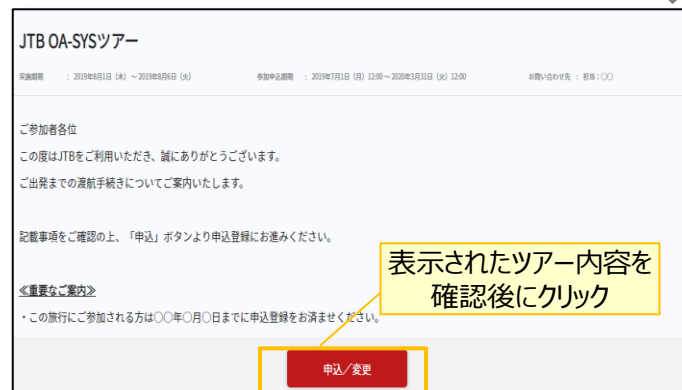 JTB OA-SYSツアー
実施期間 : 2019年8月1日 (木) ～2019年8月6日 (火) 参加申込期間 : 2019年7月1日 (月) 12:00～2020年3月31日 (火) 12:00 お問い合わせ先 : 担当：〇〇
ご参加者各位
この度はJTBをご利用いただき、誠にありがとうございます。
ご出発までの渡航手続きについてご案内いたします。
記載事項をご確認の上、「申込」ボタンより申込登録にお進みください。
表示されたツアー内容を
確認後にクリック
≪重要なご案内≫
・この旅行にご参加される方は〇〇年〇月〇日までに申込登録をお済ませください。
申込／変更